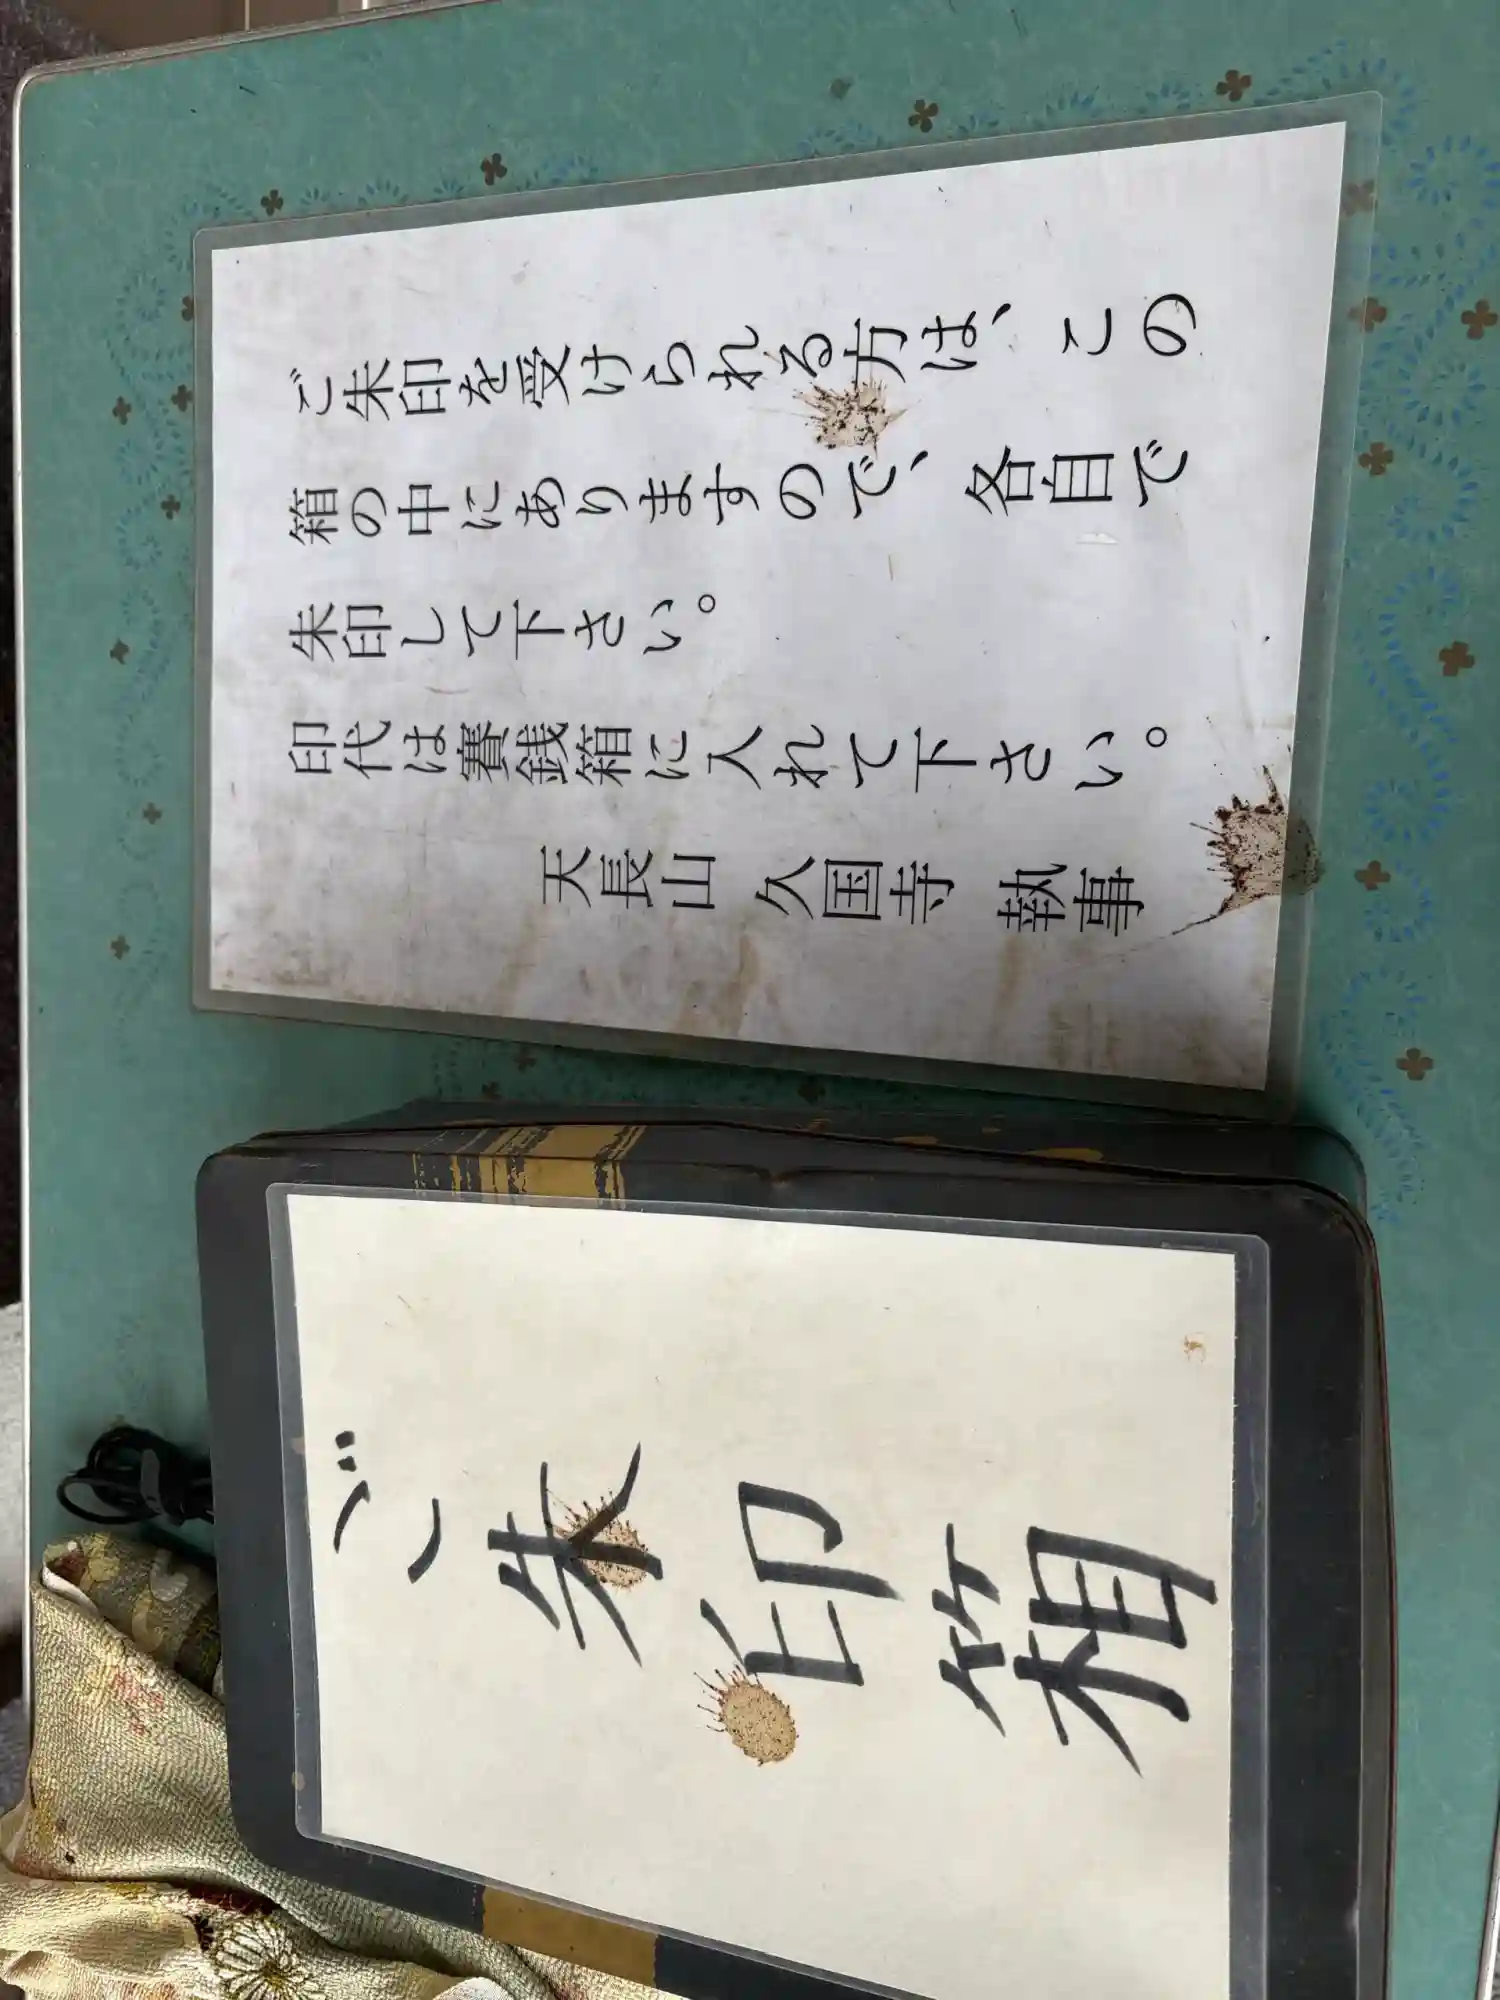 ご朱印を受けられる方は、この
箱の中にありますので、各自で
朱印して下さい。
印代は賽銭箱に入れて下さい。
天長山 久国寺 執事
ご朱印箱